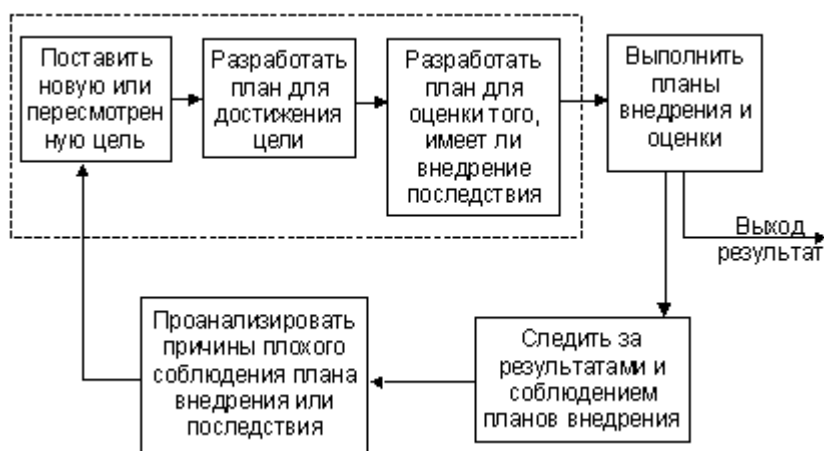 Поставить
новую или
пересмотрен
ную цель
Разработать
план для
достижения
цели
Разработать
план для
оценки того,
имеет ли
внедрение
последствия
Выполнить
планы
внедрения и
оценки
Выход
результат
Следить за
результатами и
соблюдением
планов внедрения
Проанализировать
причины плохого
соблюдения плана
внедрения или
последствия